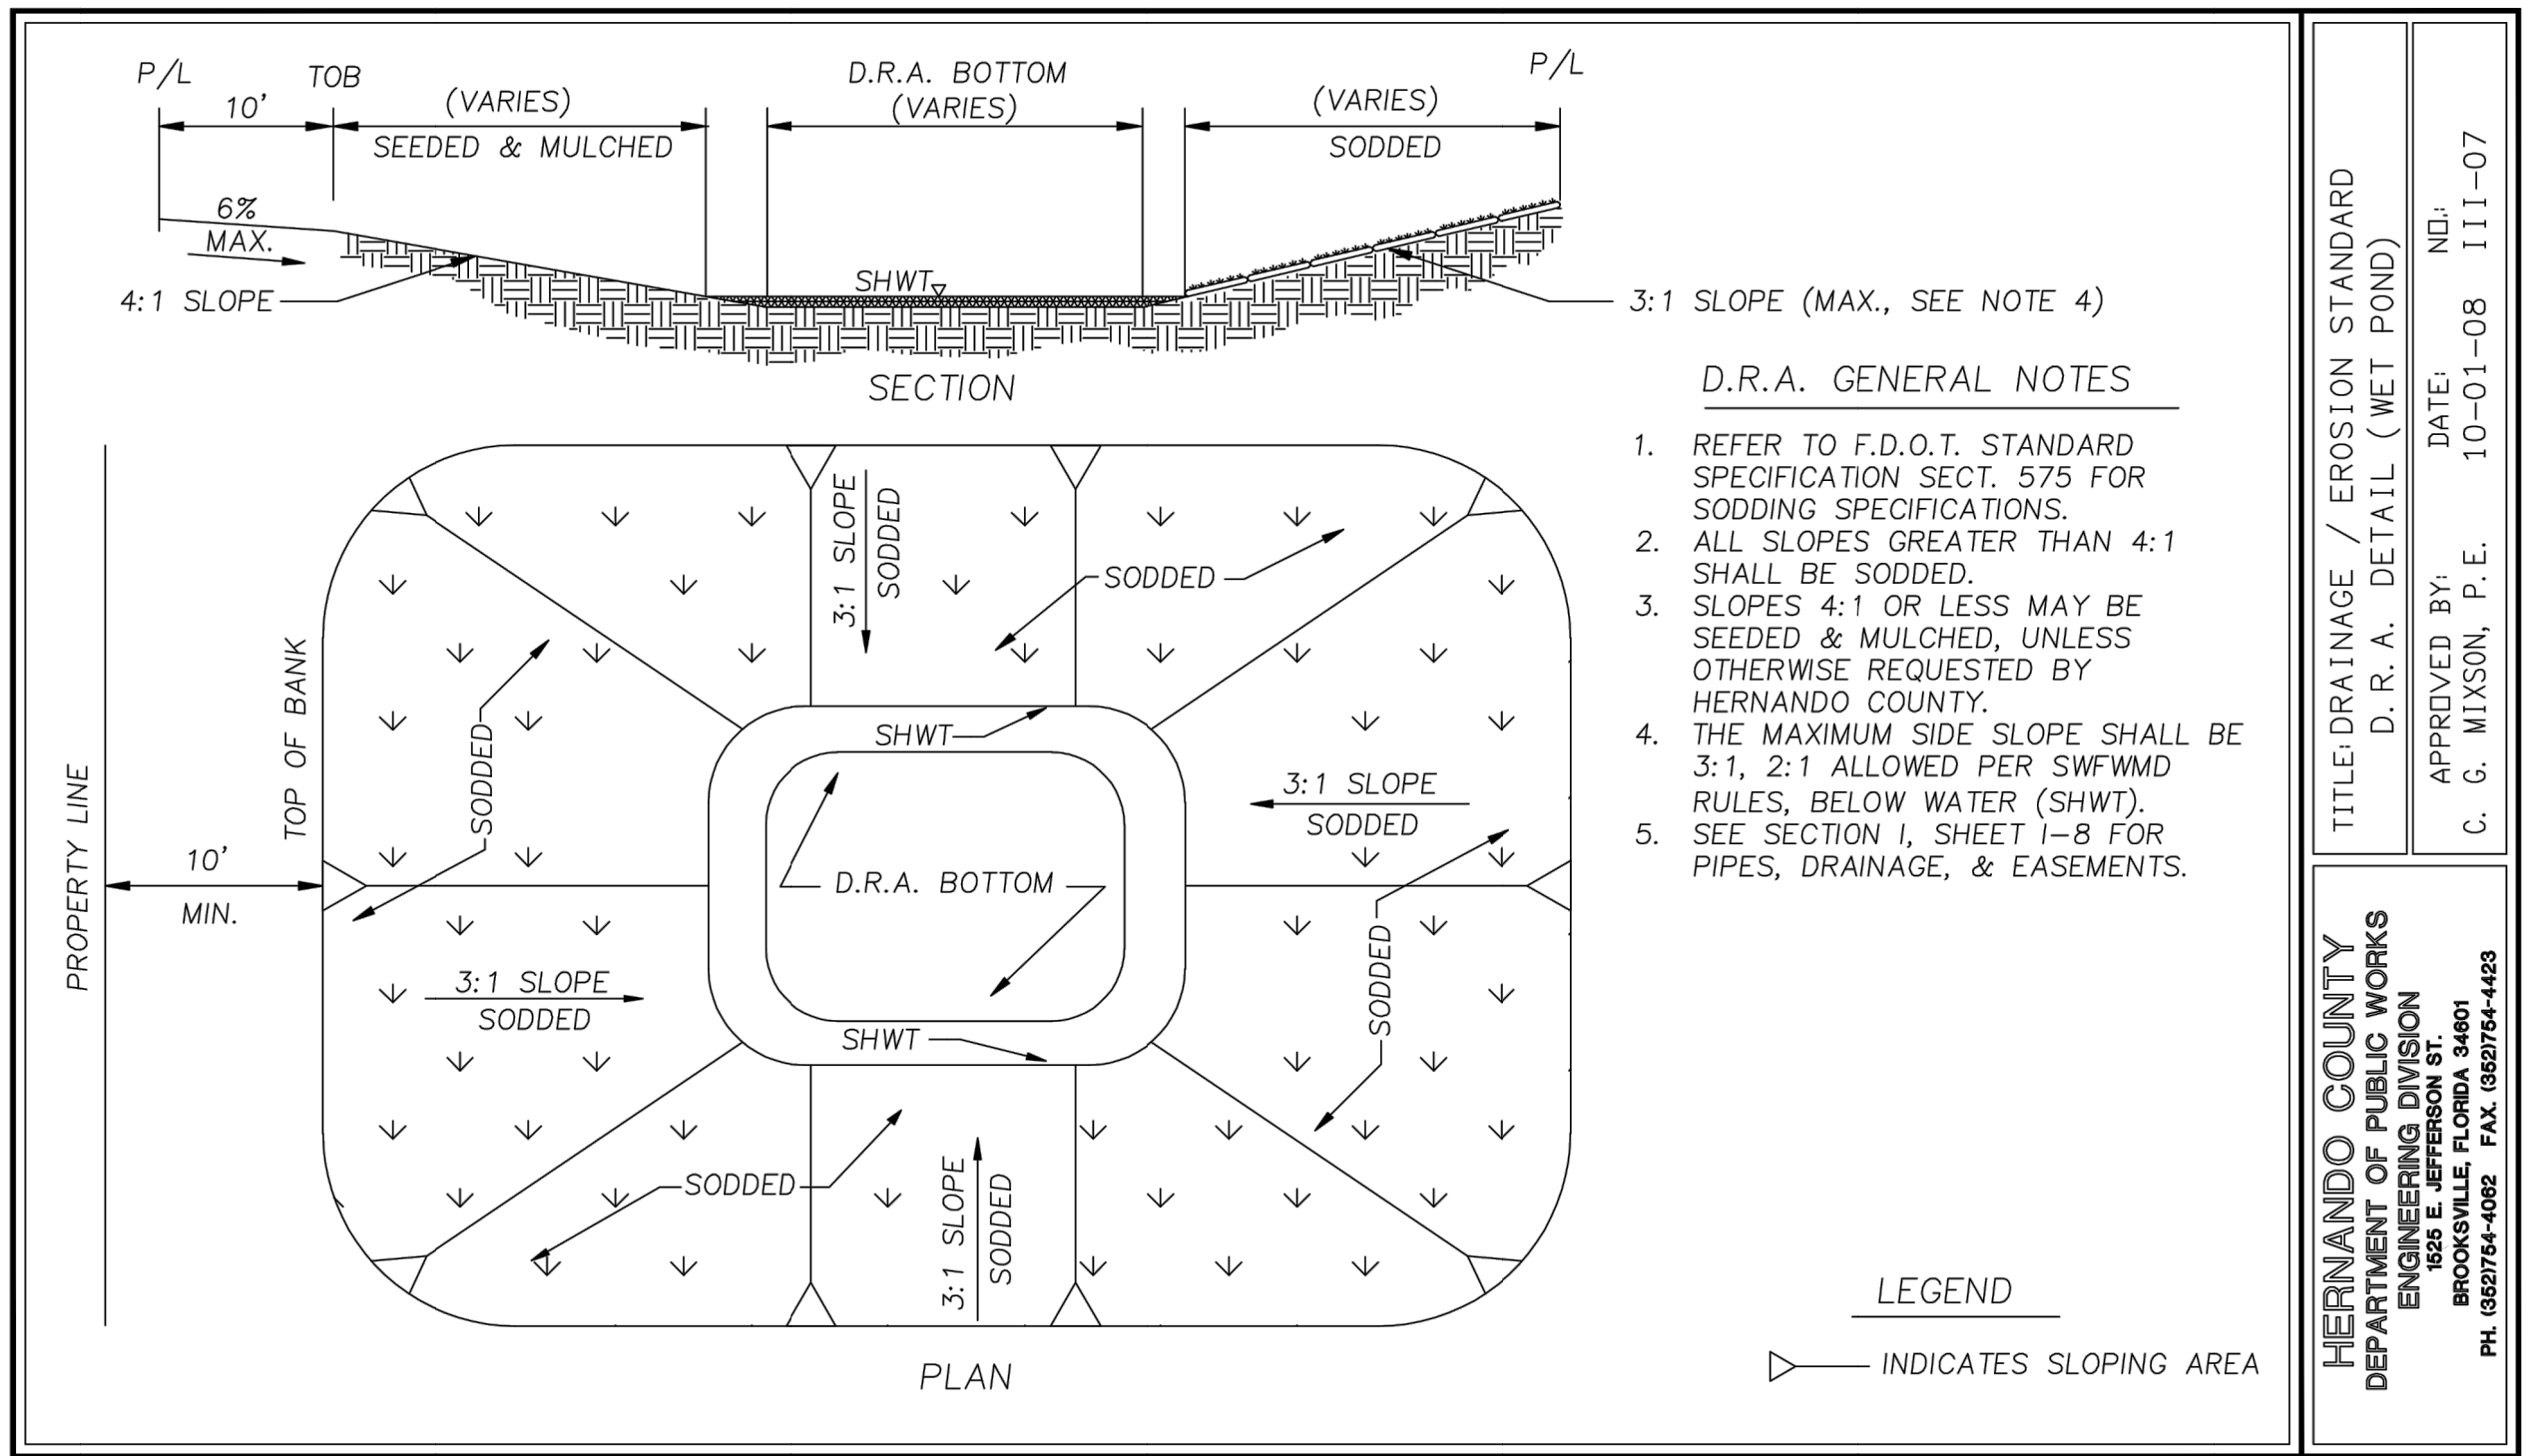 P/L
TOB
D.R.A. BOTTOM
(VARIES)
P/L
10'
(VARIES)
SEEDED & MULCHED
(VARIES)
SODDED
6%
MAX.
4:1 SLOPE
SHWT
3:1 SLOPE (MAX., SEE NOTE 4)
SECTION
D.R.A. GENERAL NOTES
1. REFER TO F.D.O.T. STANDARD
SPECIFICATION SECT. 575 FOR
SODDING SPECIFICATIONS.
2. ALL SLOPES GREATER THAN 4:1
SHALL BE SODDED.
3. SLOPES 4:1 OR LESS MAY BE
SEEDED & MULCHED, UNLESS
OTHERWISE REQUESTED BY
HERNANDO COUNTY.
4. THE MAXIMUM SIDE SLOPE SHALL BE
3:1, 2:1 ALLOWED PER SWFWMD
RULES, BELOW WATER (SHWT).
5. SEE SECTION I, SHEET I-8 FOR
PIPES, DRAINAGE, & EASEMENTS.
PROPERTY LINE
10'
MIN.
TOP OF BANK
3:1 SLOPE
SODDED
SODDED
SODDED
SHWT
3:1 SLOPE
SODDED
D.R.A. BOTTOM
3:1 SLOPE
SODDED
SODDED
SHWT
SODDED
3:1 SLOPE
SODDED
PLAN
LEGEND
INDICATES SLOPING AREA
TITLE: DRAINAGE / EROSION STANDARD
D. R. A. DETAIL (WET POND)
APPROVED BY: DATE: NO.:
C. G. MIXSON, P.E. 10-01-08 III-07
HERNANDO COUNTY
DEPARTMENT OF PUBLIC WORKS
ENGINEERING DIVISION
1525 E. JEFFERSON ST.
BROOKSVILLE, FLORIDA 34601
PH. (352)754-4062 FAX. (352)754-4423